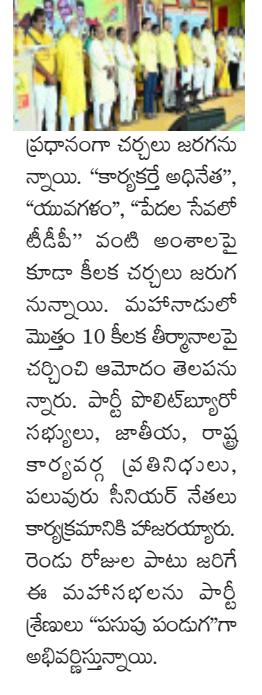 ప్రధానంగా చర్చలు జరగను
న్నాయి. “కార్యకర్తే అధినేత”,
“యువగళం”, “పేదల సేవలో
టీడీపీ” వంటి అంశాలపై
కూడా కీలక చర్చలు జరుగ
నున్నాయి. మహానాడులో
మొత్తం 10 కీలక తీర్మానాలపై
చర్చించి ఆమోదం తెలపను
న్నారు. పార్టీ పొలిట్‌బ్యూరో
సభ్యులు, జాతీయ, రాష్ట్ర
కార్యవర్గ ప్రతినిధులు,
పలువురు సీనియర్ నేతలు
కార్యక్రమానికి హాజరయ్యారు.
రెండు రోజుల పాటు జరిగే
ఈ మహాసభలను పార్టీ
శ్రేణులు “పసుపు పండుగ”గా
అభివర్ణిస్తున్నాయి.